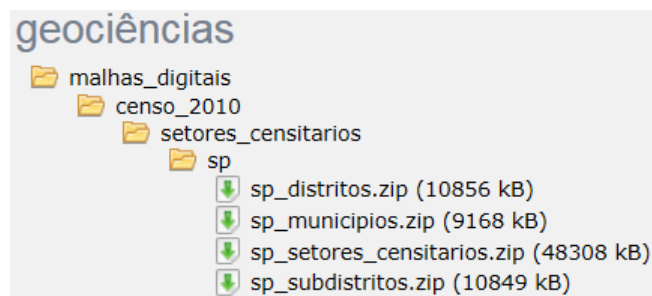 geociências
malhas_digitais
censo_2010
setores_censitarios
sp
sp_distritos.zip (10856 kB)
sp_municipios.zip (9168 kB)
sp_setores_censitarios.zip (48308 kB)
sp_subdistritos.zip (10849 kB)